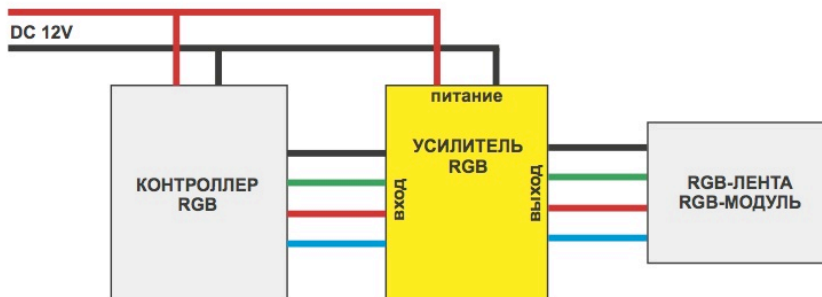 DC 12V
питание
КОНТРОЛЛЕР
RGB
УСИЛИТЕЛЬ
RGB
вход
выход
RGB-ЛЕНТА
RGB-МОДУЛЬ